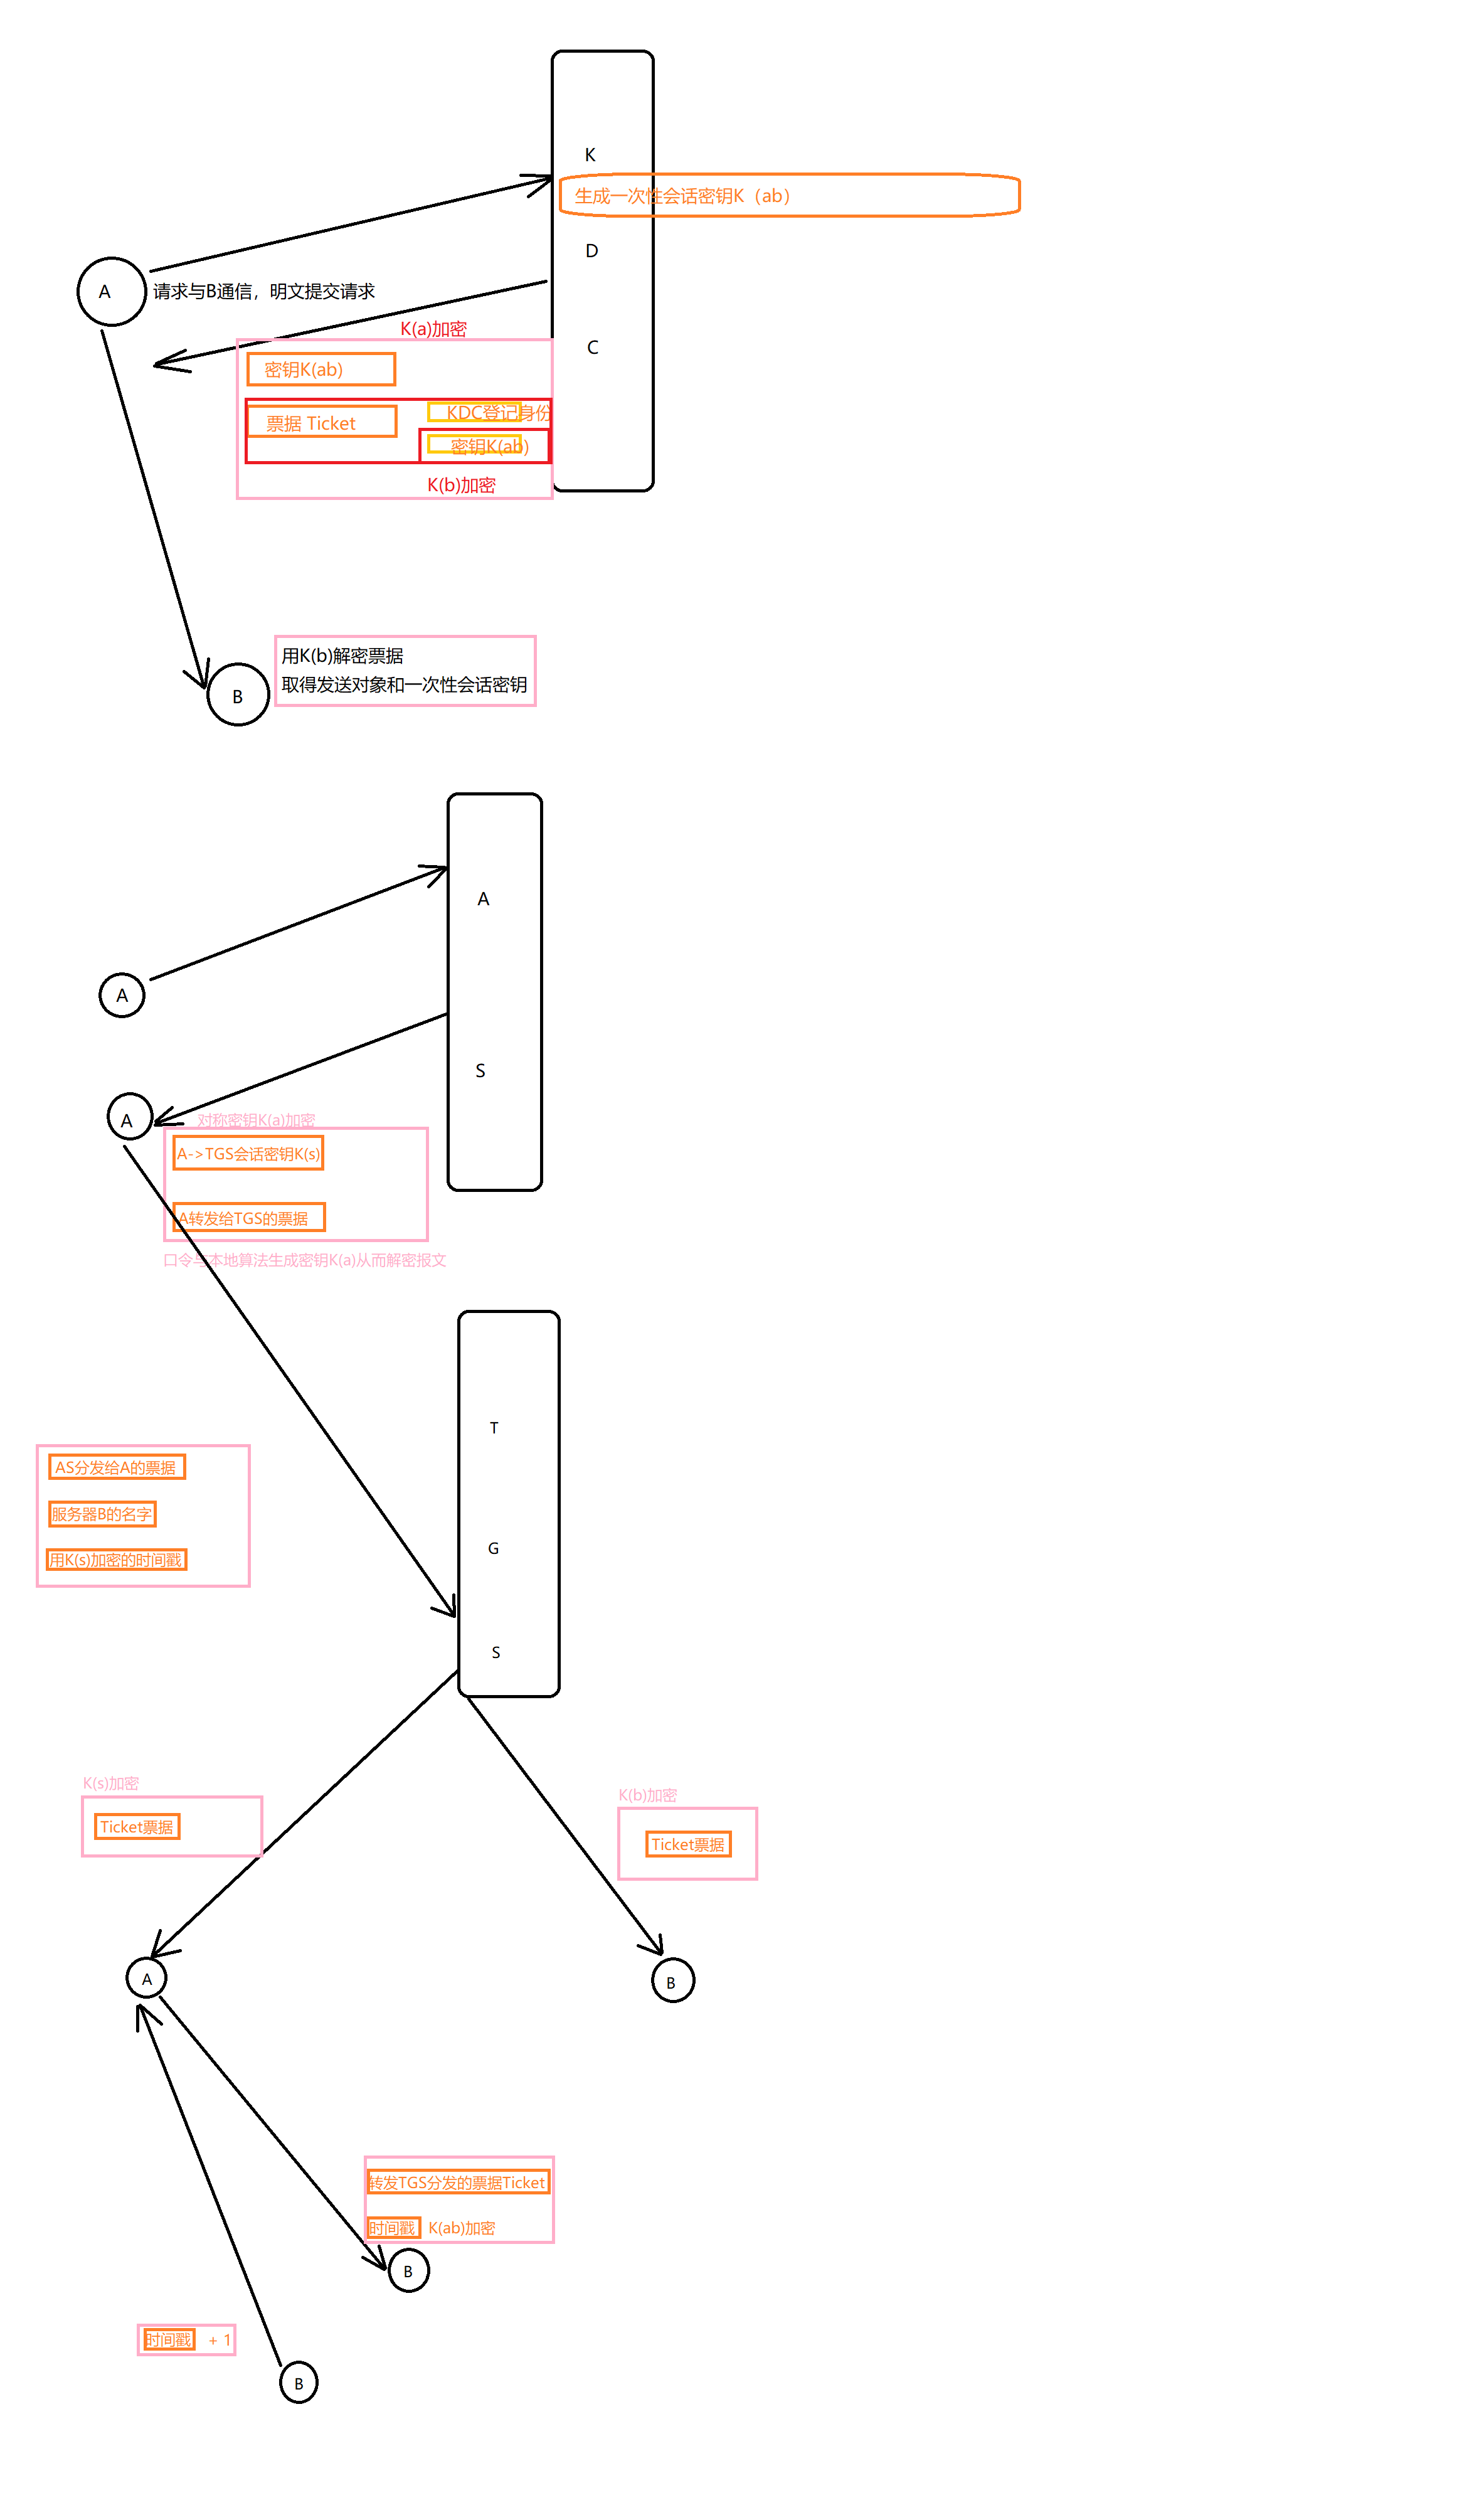 K
生成一次性会话密钥K（ab）
D
A
请求与B通信，明文提交请求
C
K(a)加密
密钥K(ab)
KDC登记身份
票据 Ticket
密钥K(ab)
K(b)加密
用K(b)解密票据
取得发送对象和一次性会话密钥
B
A
A
S
A
对称密钥K(a)加密
A->TGS会话密钥K(s)
A转发给TGS的票据
口令与本地算法生成密钥K(a)从而解密报文
T
AS分发给A的票据
服务器B的名字
G
用K(s)加密的时间戳
S
K(s)加密
K(b)加密
Ticket票据
Ticket票据
A
B
转发TGS分发的票据Ticket
时间戳 K(ab)加密
B
时间戳 + 1
B